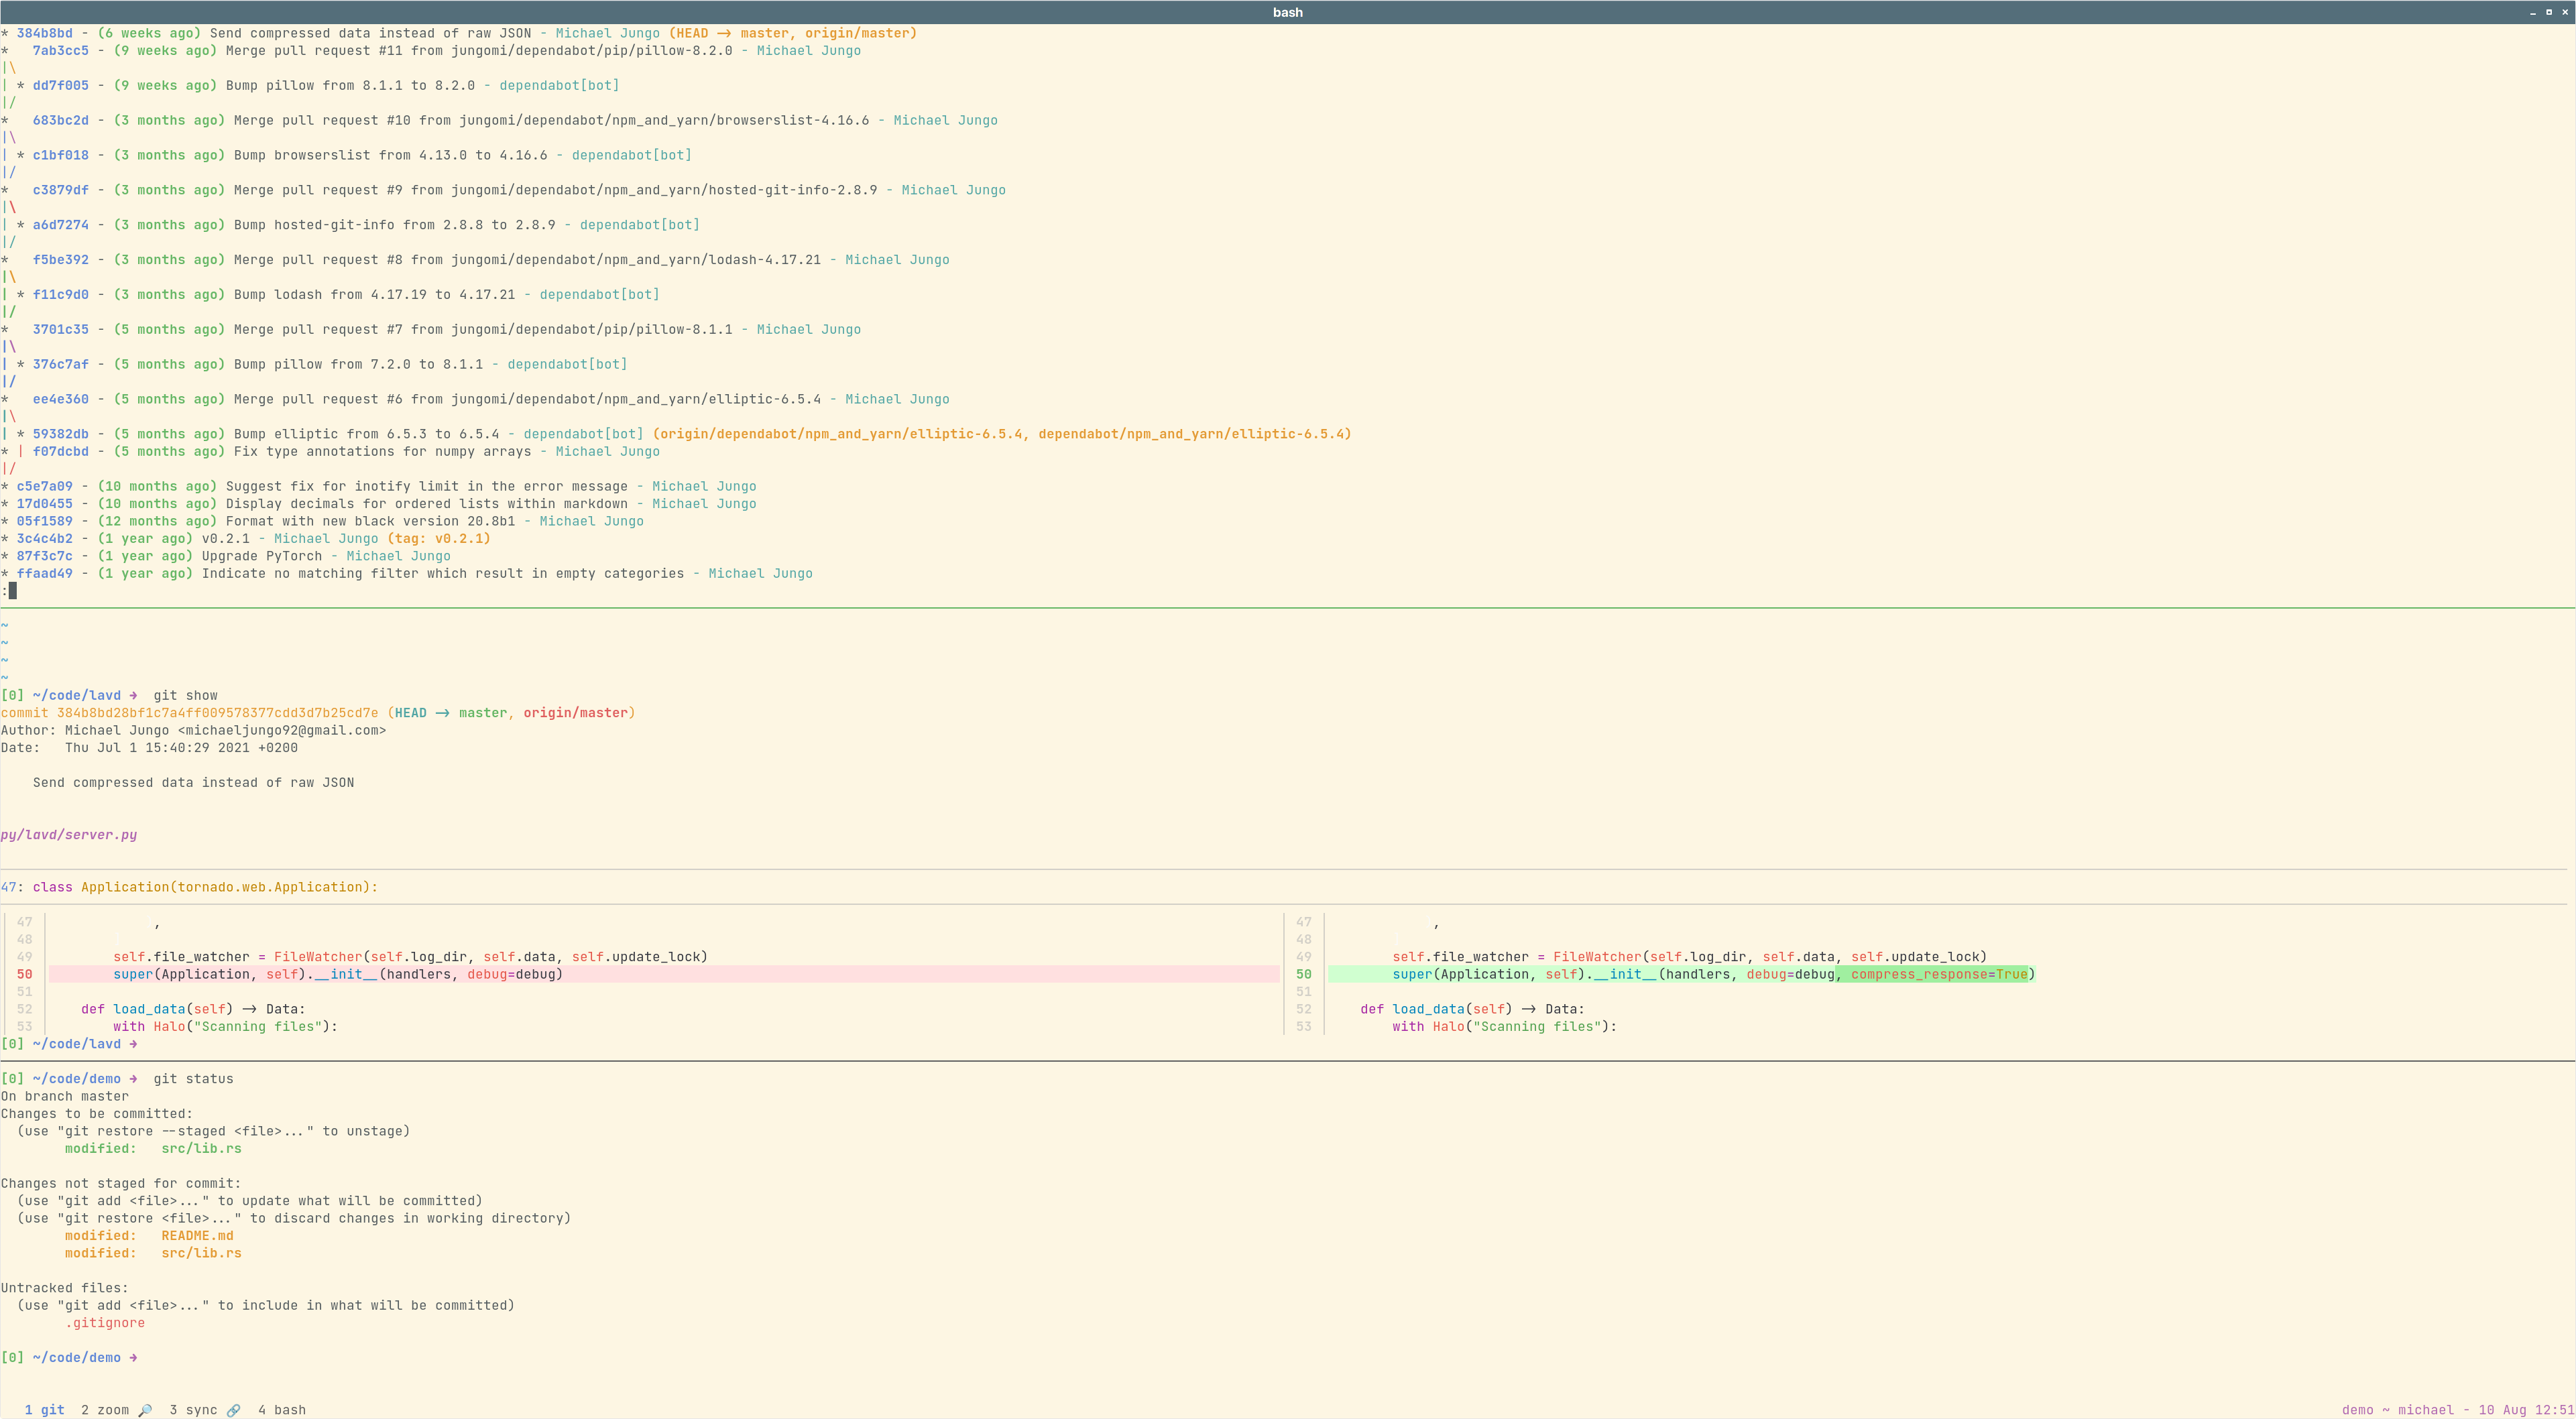 bash
* 384b8bd - (6 weeks ago) Send compressed data instead of raw JSON - Michael Jungo (HEAD -> master, origin/master)
*   7ab3cc5 - (9 weeks ago) Merge pull request #11 from jungomi/dependabot/pip/pillow-8.2.0 - Michael Jungo
|\
| * dd7f005 - (9 weeks ago) Bump pillow from 8.1.1 to 8.2.0 - dependabot[bot]
|/
*   683bc2d - (3 months ago) Merge pull request #10 from jungomi/dependabot/npm_and_yarn/browserslist-4.16.6 - Michael Jungo
|\
| * c1bf018 - (3 months ago) Bump browserslist from 4.13.0 to 4.16.6 - dependabot[bot]
|/
*   c3879df - (3 months ago) Merge pull request #9 from jungomi/dependabot/npm_and_yarn/hosted-git-info-2.8.9 - Michael Jungo
|\
| * a6d7274 - (3 months ago) Bump hosted-git-info from 2.8.8 to 2.8.9 - dependabot[bot]
|/
*   f5be392 - (3 months ago) Merge pull request #8 from jungomi/dependabot/npm_and_yarn/lodash-4.17.21 - Michael Jungo
|\
| * f11c9d0 - (3 months ago) Bump lodash from 4.17.19 to 4.17.21 - dependabot[bot]
|/
*   3701c35 - (5 months ago) Merge pull request #7 from jungomi/dependabot/pip/pillow-8.1.1 - Michael Jungo
|\
| * 376c7af - (5 months ago) Bump pillow from 7.2.0 to 8.1.1 - dependabot[bot]
|/
*   ee4e360 - (5 months ago) Merge pull request #6 from jungomi/dependabot/npm_and_yarn/elliptic-6.5.4 - Michael Jungo
|\
| * 59382db - (5 months ago) Bump elliptic from 6.5.3 to 6.5.4 - dependabot[bot] (origin/dependabot/npm_and_yarn/elliptic-6.5.4, dependabot/npm_and_yarn/elliptic-6.5.4)
* | f07dcbd - (5 months ago) Fix type annotations for numpy arrays - Michael Jungo
|/
* c5e7a09 - (10 months ago) Suggest fix for inotify limit in the error message - Michael Jungo
* 17d0455 - (10 months ago) Display decimals for ordered lists within markdown - Michael Jungo
* 05f1589 - (12 months ago) Format with new black version 20.8b1 - Michael Jungo
* 3c4c4b2 - (1 year ago) v0.2.1 - Michael Jungo (tag: v0.2.1)
* 87f3c7c - (1 year ago) Upgrade PyTorch - Michael Jungo
* ffaad49 - (1 year ago) Indicate no matching filter which result in empty categories - Michael Jungo
:
~
~
~
~
[0] ~/code/lavd → git show
commit 384b8bd28bf1c7a4ff009578377cdd3d7b25cd7e (HEAD -> master, origin/master)
Author: Michael Jungo <michaeljungo92@gmail.com>
Date:   Thu Jul 1 15:40:29 2021 +0200
    Send compressed data instead of raw JSON
py/lavd/server.py
47: class Application(tornado.web.Application):
│ 47 │             ,                                   │ 47 │             ,
│ 48 │                                                 │ 48 │
│ 49 │        self.file_watcher = FileWatcher(self.log_dir, self.data, self.update_lock)    │ 49 │        self.file_watcher = FileWatcher(self.log_dir, self.data, self.update_lock)
│ 50 │        super(Application, self).__init__(handlers, debug=debug)    │ 50 │        super(Application, self).__init__(handlers, debug=debug, compress_response=True)
│ 51 │                                                 │ 51 │
│ 52 │    def load_data(self) -> Data:    │ 52 │    def load_data(self) -> Data:
│ 53 │        with Halo("Scanning files"):    │ 53 │        with Halo("Scanning files"):
[0] ~/code/lavd →
[0] ~/code/demo → git status
On branch master
Changes to be committed:
  (use "git restore --staged <file>..." to unstage)
        modified:   src/lib.rs
Changes not staged for commit:
  (use "git add <file>..." to update what will be committed)
  (use "git restore <file>..." to discard changes in working directory)
        modified:   README.md
        modified:   src/lib.rs
Untracked files:
  (use "git add <file>..." to include in what will be committed)
        .gitignore
[0] ~/code/demo →
1 git  2 zoom 🔎  3 sync 🔗  4 bash    demo ~ michael - 10 Aug 12:51